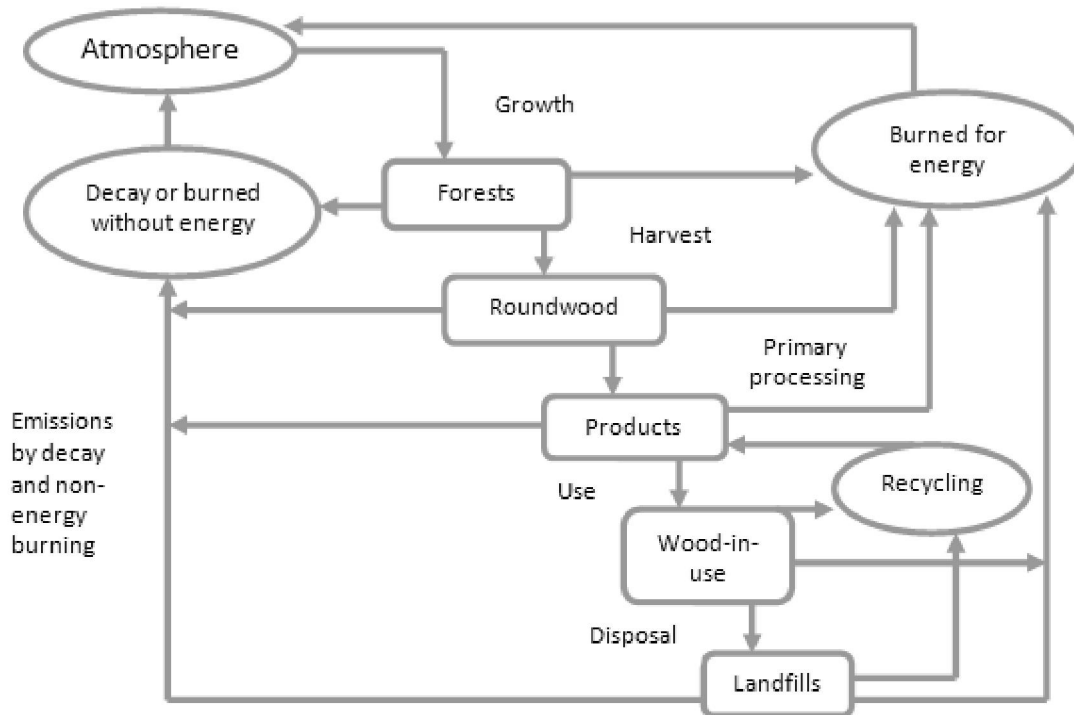 Atmosphere
Growth
Burned for
energy
Decay or burned
without energy
Forests
Harvest
Roundwood
Primary
processing
Products
Emissions
by decay
and non-
energy
burning
Use
Recycling
Wood-in-
use
Disposal
Landfills